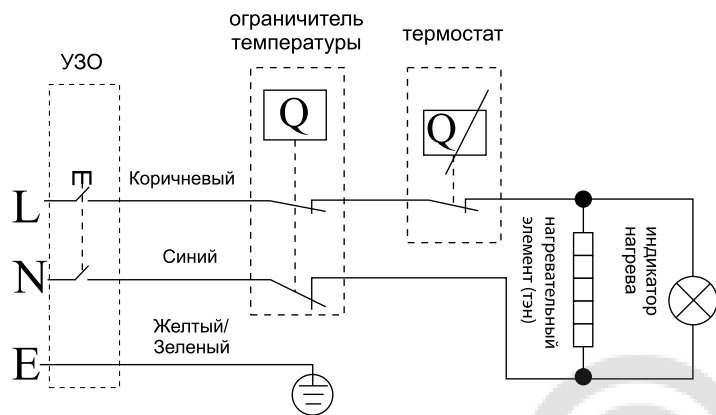 ограничитель
температуры
термостат
УЗО
Q
Q
Коричневый
L
Синий
N
Желтый/
Зеленый
E
нагревательный
элемент (тэн)
индикатор
нагрева